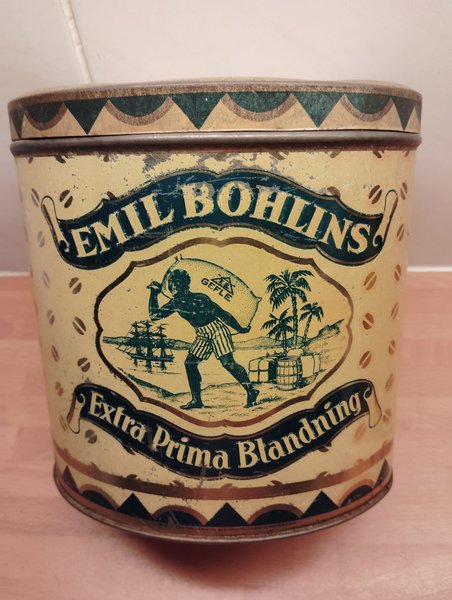 EMIL BOHLINS
GEFLE
Extra Prima Blandning